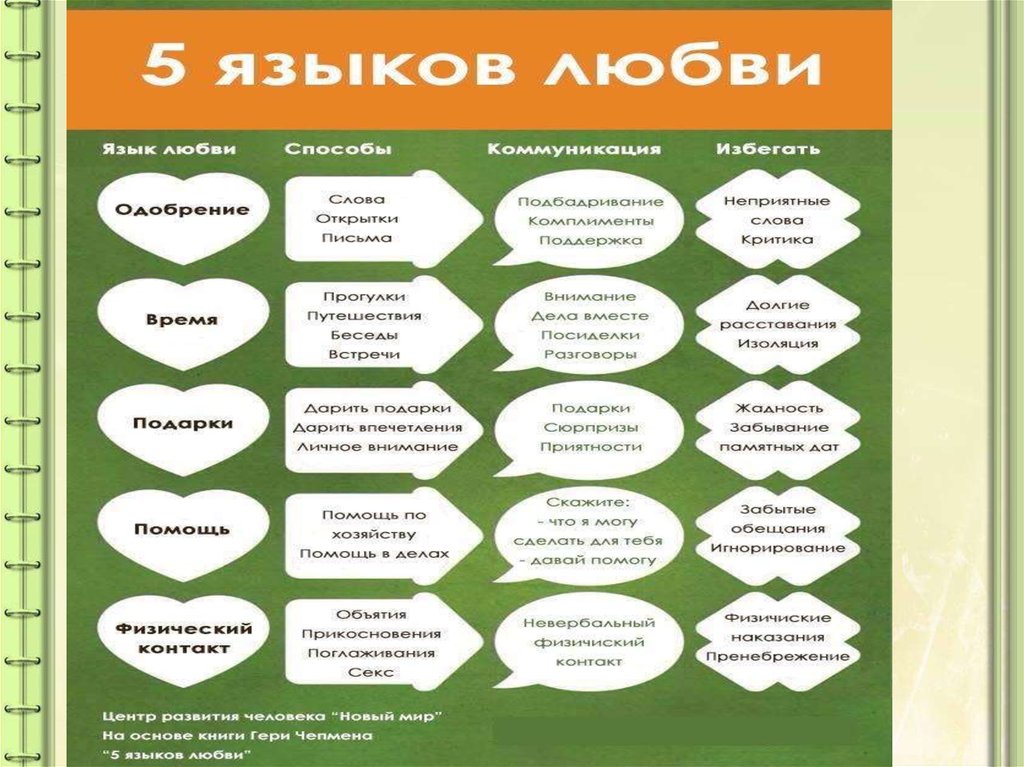 5 языков любви
Язык любви Способы Коммуникация Избегать
Одобрение
Слова
Открытки
Письма
Подбадривание
Комплименты
Поддержка
Неприятные
слова
Критика
Время
Прогулки
Путешествия
Беседы
Встречи
Внимание
Дела вместе
Посиделки
Разговоры
Долгие
расставания
Изоляция
Подарки
Дарить подарки
Дарить впечетления
Личное внимание
Подарки
Сюрпризы
Приятности
Жадность
Забывание
памятных дат
Помощь
Помощь по
хозяйству
Помощь в делах
Скажите:
- что я могу
сделать для тебя
- давай помогу
Забытые
обещания
Игнорирование
Физический
контакт
Объятия
Прикосновения
Поглаживания
Секс
Невербальный
физичиский
контакт
Физичиские
наказания
Пренебрежение
Центр развития человека "Новый мир"
На основе книги Гери Чепмена
"5 языков любви"